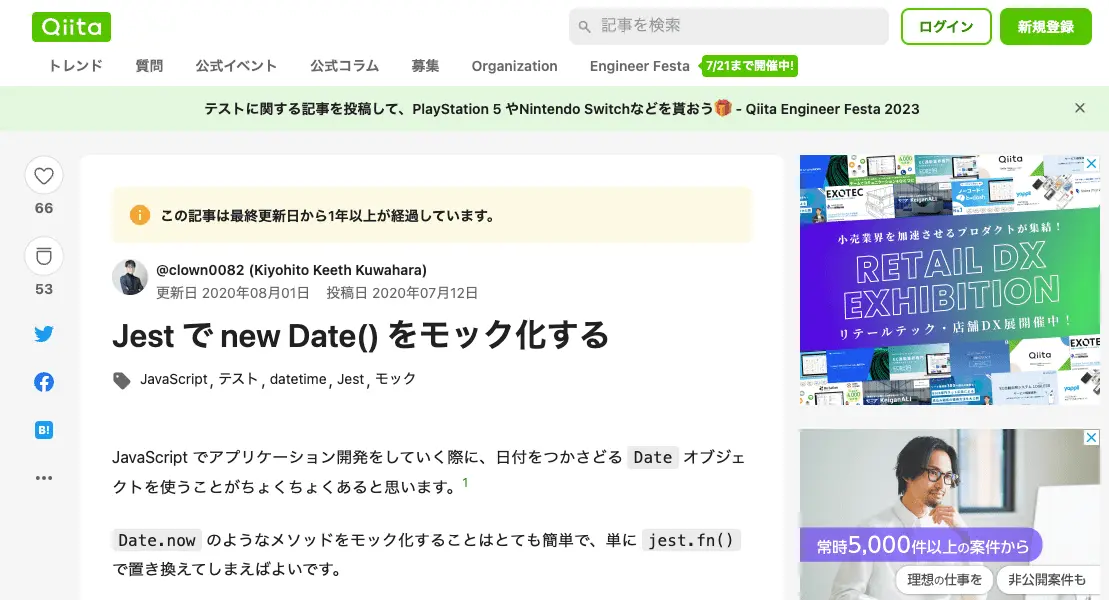 Qiita
記事を検索
ログイン
新規登録
トレンド 質問 公式イベント 公式コラム 募集 Organization Engineer Festa 7/21まで開催中!
テストに関する記事を投稿して、PlayStation 5 やNintendo Switchなどを貰おう🎁 - Qiita Engineer Festa 2023
66
53
B!
この記事は最終更新日から1年以上が経過しています。
@clown0082 (Kiyohito Keeth Kuwahara)
更新日 2020年08月01日 投稿日 2020年07月12日
Jest で new Date() をモック化する
JavaScript, テスト, datetime, Jest, モック
JavaScript でアプリケーション開発をしていく際に、日付をつかさどる Date オブジェ
クトを使うことがちょくちょくあると思います。1
Date.now のようなメソッドをモック化することはとても簡単で、単に jest.fn()
で置き換えてしまえばよいです。
Qiita
EXOTEC
KeiganALI
yappli
小売業界を加速させるプロダクトが集結！
RETAIL DX
EXHIBITION
リテールテック・店舗DX展開催中！
Qiita
EXOTE
KeiganALI
yappli
常時5,000件以上の案件から
理想の仕事を
非公開案件も